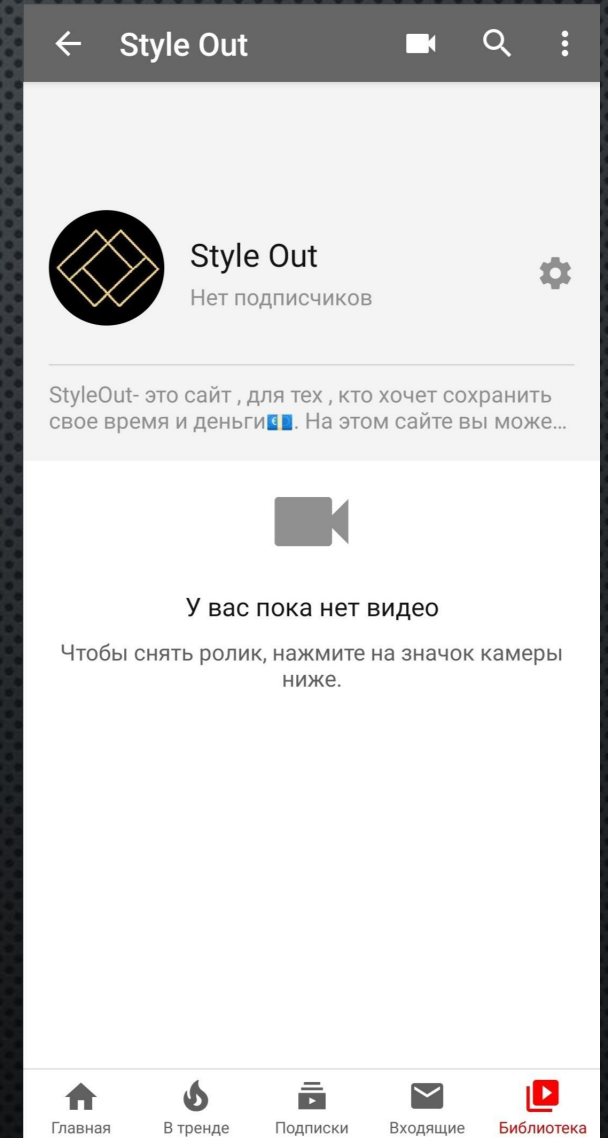 Style Out
Style Out
Нет подписчиков
StyleOut- это сайт , для тех , кто хочет сохранить
свое время и деньги💶. На этом сайте вы може...
У вас пока нет видео
Чтобы снять ролик, нажмите на значок камеры
ниже.
Главная
В тренде
Подписки
Входящие
Библиотека